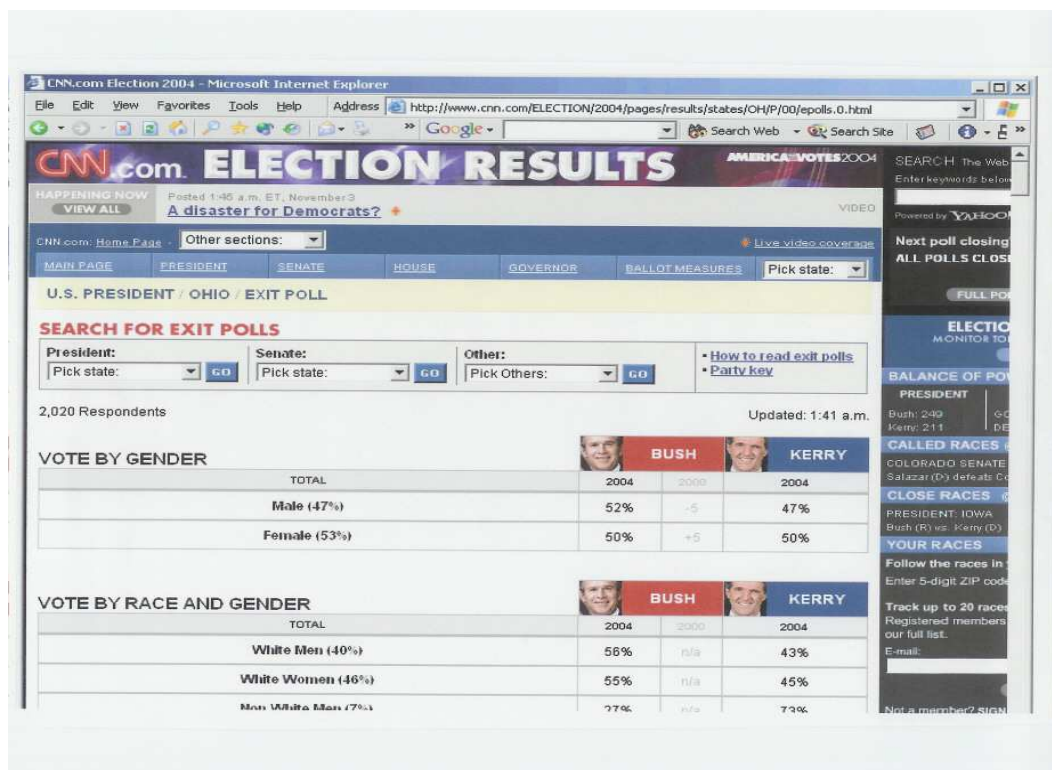 CNN.com Election 2004 - Microsoft Internet Explorer
File Edit View Favorites Tools Help Address http://www.cnn.com/ELECTION/2004/pages/results/states/OH/P/00/epolls.0.html
Google Search Web Search Site
CNN.com ELECTION RESULTS AMERICA VOTES2004
HAPPENING NOW
VIEW ALL
Posted 1:45 a.m. ET, November 3
A disaster for Democrats? VIDEO
CNN.com: Home Page - Other sections: Live video coverage
MAIN PAGE PRESIDENT SENATE HOUSE GOVERNOR BALLOT MEASURES Pick state:
U.S. PRESIDENT / OHIO / EXIT POLL
SEARCH FOR EXIT POLLS
President: Senate: Other:
Pick state: GO Pick state: GO Pick Others: GO
▪ How to read exit polls
▪ Party key
2,020 Respondents Updated: 1:41 a.m.
VOTE BY GENDER BUSH KERRY
TOTAL 2004 2000 2004
Male (47%) 52% -5 47%
Female (53%) 50% +5 50%
VOTE BY RACE AND GENDER BUSH KERRY
TOTAL 2004 2000 2004
White Men (40%) 56% n/a 43%
White Women (46%) 55% n/a 45%
Non White Men (7%) 27% n/a 73%
SEARCH The Web
Enter keywords below
Powered by YAHOO!
Next poll closing
ALL POLLS CLOS
FULL PO
ELECTIO
MONITOR TO
BALANCE OF PO
PRESIDENT
Bush: 249 GO
Kerry: 211 DE
CALLED RACES
COLORADO SENATE
Salazar (D) defeats Co
CLOSE RACES
PRESIDENT: IOWA
Bush (R) vs. Kerry (D)
YOUR RACES
Follow the races in
Enter 5-digit ZIP code
Track up to 20 races
Registered members
our full list.
E-mail:
Not a member? SIGN